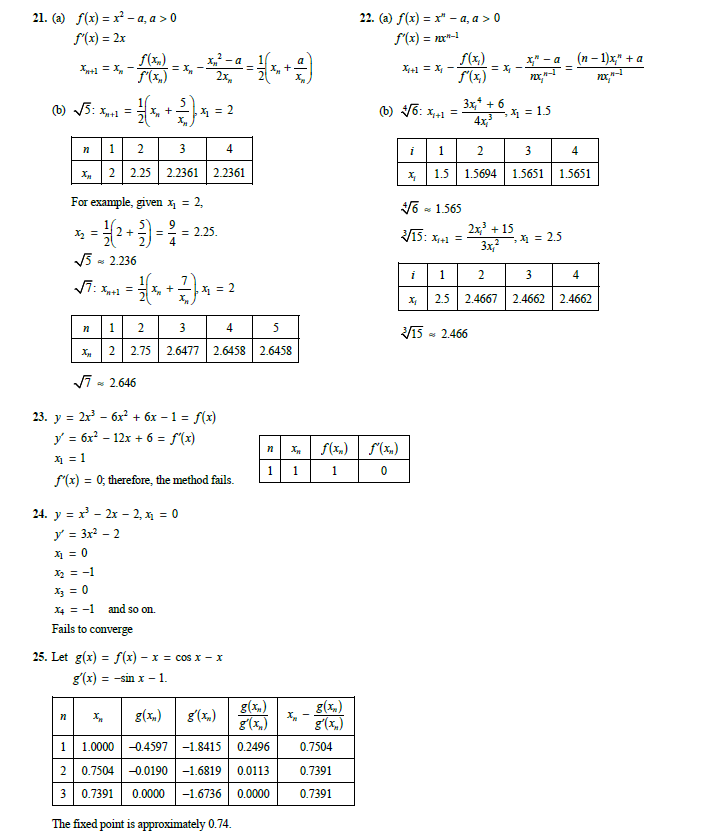 21. (a) f(x) = x² − a, a > 0
f′(x) = 2x
xₙ₊₁ = xₙ − f(xₙ)/f′(xₙ) = xₙ − (xₙ² − a)/(2xₙ) = 1/2(xₙ + a/xₙ)
(b) √5: xₙ₊₁ = 1/2(xₙ + 5/xₙ), x₁ = 2
n 1 2 3 4
xₙ 2 2.25 2.2361 2.2361
For example, given x₁ = 2,
x₂ = 1/2(2 + 5/2) = 9/4 = 2.25.
√5 ≈ 2.236
√7: xₙ₊₁ = 1/2(xₙ + 7/xₙ), x₁ = 2
n 1 2 3 4 5
xₙ 2 2.75 2.6477 2.6458 2.6458
√7 ≈ 2.646
22. (a) f(x) = xⁿ − a, a > 0
f′(x) = nxⁿ⁻¹
xᵢ₊₁ = xᵢ − f(xᵢ)/f′(xᵢ) = xᵢ − (xᵢⁿ − a)/(nxᵢⁿ⁻¹) = ((n − 1)xᵢⁿ + a)/(nxᵢⁿ⁻¹)
(b) ∜6: xᵢ₊₁ = (3xᵢ⁴ + 6)/(4xᵢ³), x₁ = 1.5
i 1 2 3 4
xᵢ 1.5 1.5694 1.5651 1.5651
∜6 ≈ 1.565
∛15: xᵢ₊₁ = (2xᵢ³ + 15)/(3xᵢ²), x₁ = 2.5
i 1 2 3 4
xᵢ 2.5 2.4667 2.4662 2.4662
∛15 ≈ 2.466
23. y = 2x³ − 6x² + 6x − 1 = f(x)
y′ = 6x² − 12x + 6 = f′(x)
x₁ = 1
f′(x) = 0; therefore, the method fails.
n xₙ f(xₙ) f′(xₙ)
1 1 1 0
24. y = x³ − 2x − 2, x₁ = 0
y′ = 3x² − 2
x₁ = 0
x₂ = −1
x₃ = 0
x₄ = −1 and so on.
Fails to converge
25. Let g(x) = f(x) − x = cos x − x
g′(x) = −sin x − 1.
n xₙ g(xₙ) g′(xₙ) g(xₙ)/g′(xₙ) xₙ − g(xₙ)/g′(xₙ)
1 1.0000 −0.4597 −1.8415 0.2496 0.7504
2 0.7504 −0.0190 −1.6819 0.0113 0.7391
3 0.7391 0.0000 −1.6736 0.0000 0.7391
The fixed point is approximately 0.74.